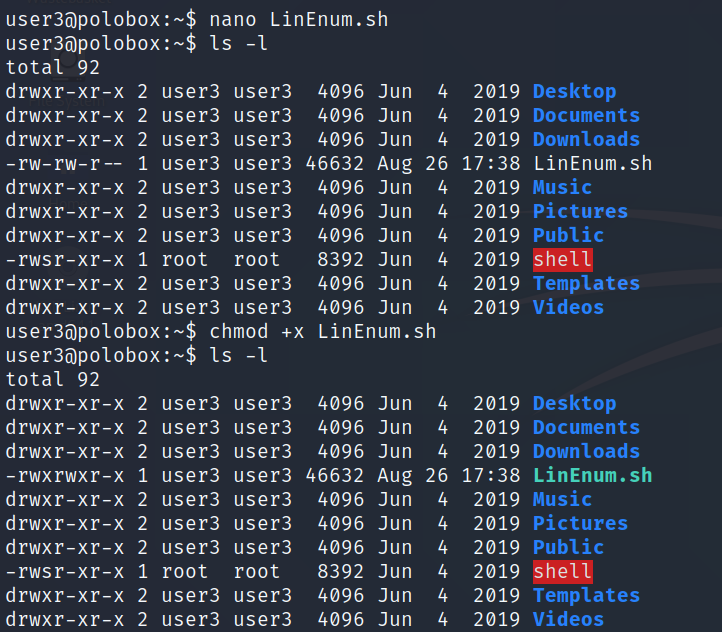 user3@polobox:~$ nano LinEnum.sh
user3@polobox:~$ ls -l
total 92
drwxr-xr-x 2 user3 user3  4096 Jun  4  2019 Desktop
drwxr-xr-x 2 user3 user3  4096 Jun  4  2019 Documents
drwxr-xr-x 2 user3 user3  4096 Jun  4  2019 Downloads
-rw-rw-r-- 1 user3 user3 46632 Aug 26 17:38 LinEnum.sh
drwxr-xr-x 2 user3 user3  4096 Jun  4  2019 Music
drwxr-xr-x 2 user3 user3  4096 Jun  4  2019 Pictures
drwxr-xr-x 2 user3 user3  4096 Jun  4  2019 Public
-rwsr-xr-x 1 root  root   8392 Jun  4  2019 shell
drwxr-xr-x 2 user3 user3  4096 Jun  4  2019 Templates
drwxr-xr-x 2 user3 user3  4096 Jun  4  2019 Videos
user3@polobox:~$ chmod +x LinEnum.sh
user3@polobox:~$ ls -l
total 92
drwxr-xr-x 2 user3 user3  4096 Jun  4  2019 Desktop
drwxr-xr-x 2 user3 user3  4096 Jun  4  2019 Documents
drwxr-xr-x 2 user3 user3  4096 Jun  4  2019 Downloads
-rwxrwxr-x 1 user3 user3 46632 Aug 26 17:38 LinEnum.sh
drwxr-xr-x 2 user3 user3  4096 Jun  4  2019 Music
drwxr-xr-x 2 user3 user3  4096 Jun  4  2019 Pictures
drwxr-xr-x 2 user3 user3  4096 Jun  4  2019 Public
-rwsr-xr-x 1 root  root   8392 Jun  4  2019 shell
drwxr-xr-x 2 user3 user3  4096 Jun  4  2019 Templates
drwxr-xr-x 2 user3 user3  4096 Jun  4  2019 Videos